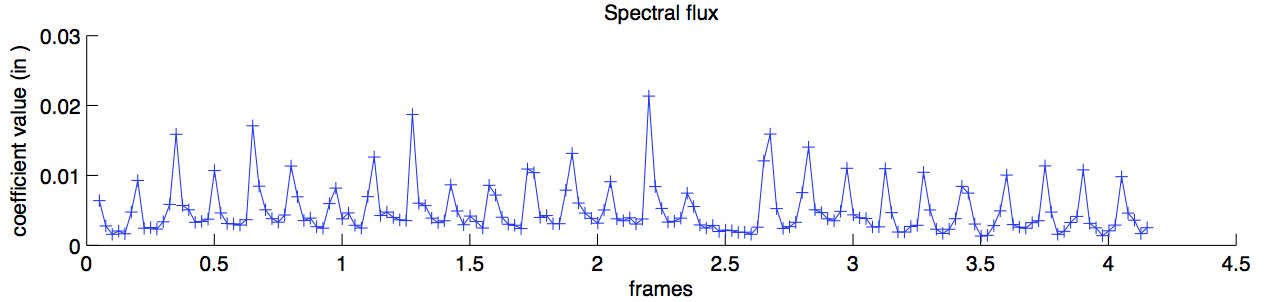 Spectral flux
coefficient value (in )
0.03
0.02
0.01
0
0 0.5 1 1.5 2 2.5 3 3.5 4 4.5
frames